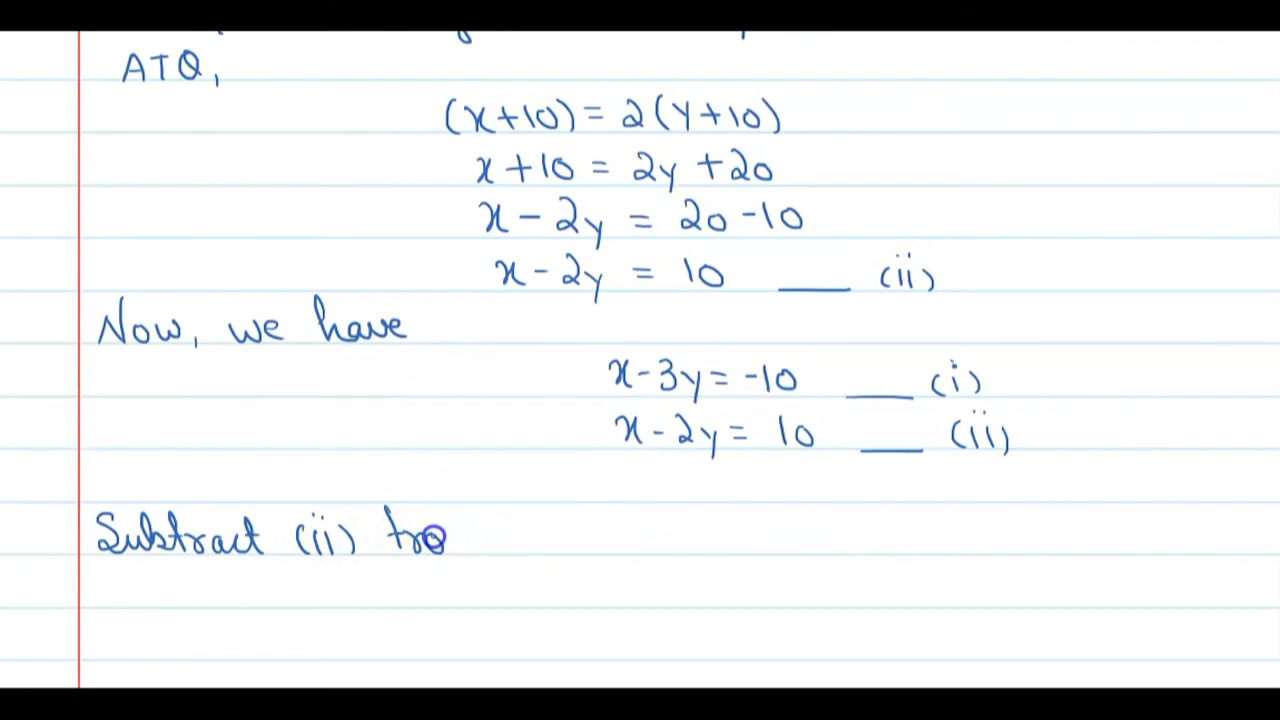 ATQ,
(x+10) = 2(y+10)
x+10 = 2y +20
x - 2y = 20 -10
x - 2y = 10 ___ (ii)
Now, we have
x-3y = -10 ___ (i)
x-2y = 10 ___ (ii)
Subtract (ii) fro